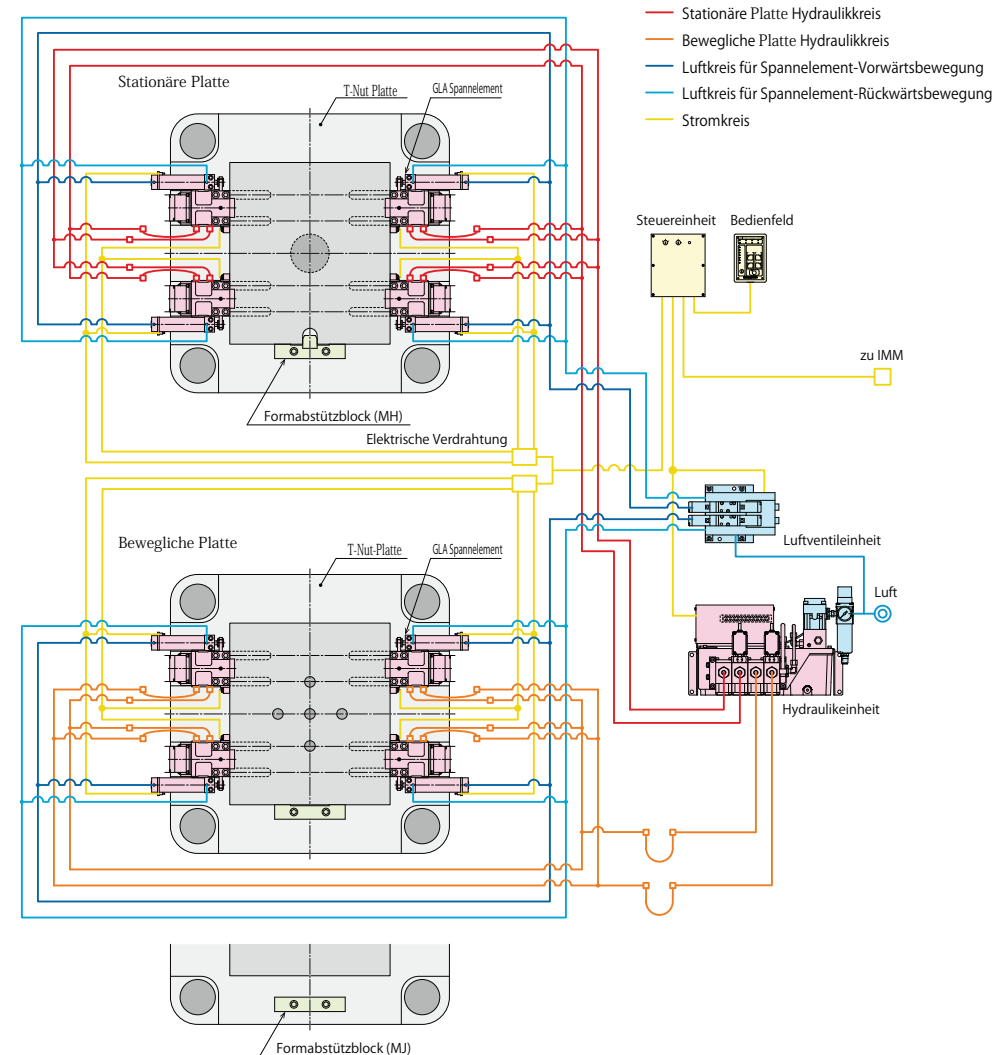 Stationäre Platte Hydraulikkreis
Bewegliche Platte Hydraulikkreis
Luftkreis für Spannelement-Vorwärtsbewegung
Luftkreis für Spannelement-Rückwärtsbewegung
Stromkreis
Stationäre Platte
T-Nut Platte
GLA Spannelement
Steuereinheit
Bedienfeld
zu IMM
Formabstützblock (MH)
Elektrische Verdrahtung
Bewegliche Platte
T-Nut-Platte
GLA Spannelement
Luftventileinheit
Luft
Hydraulikeinheit
Formabstützblock (MJ)